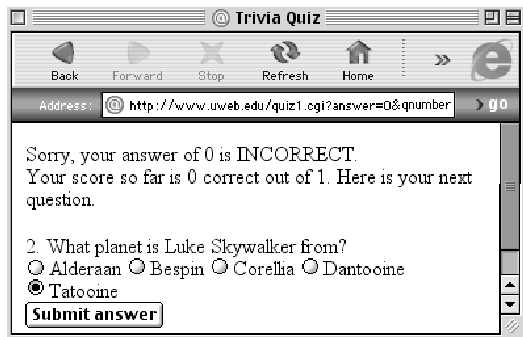 Trivia Quiz
Back Forward Stop Refresh Home »
Address: http://www.uweb.edu/quiz1.cgi?answer=0&qnumber go
Sorry, your answer of 0 is INCORRECT.
Your score so far is 0 correct out of 1. Here is your next
question.
2. What planet is Luke Skywalker from?
Alderaan Bespin Corellia Dantooine
Tatooine
Submit answer